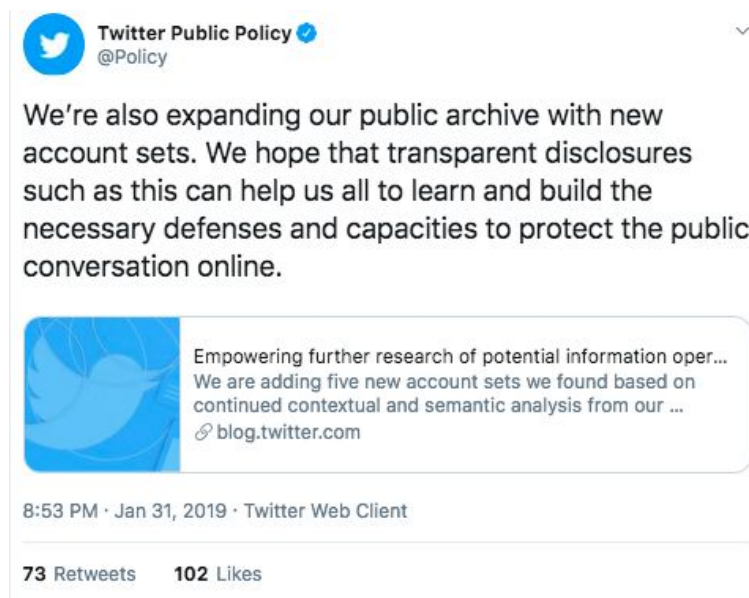 Twitter Public Policy
@Policy
We're also expanding our public archive with new
account sets. We hope that transparent disclosures
such as this can help us all to learn and build the
necessary defenses and capacities to protect the public
conversation online.
Empowering further research of potential information oper...
We are adding five new account sets we found based on
continued contextual and semantic analysis from our ...
blog.twitter.com
8:53 PM · Jan 31, 2019 · Twitter Web Client
73 Retweets 102 Likes